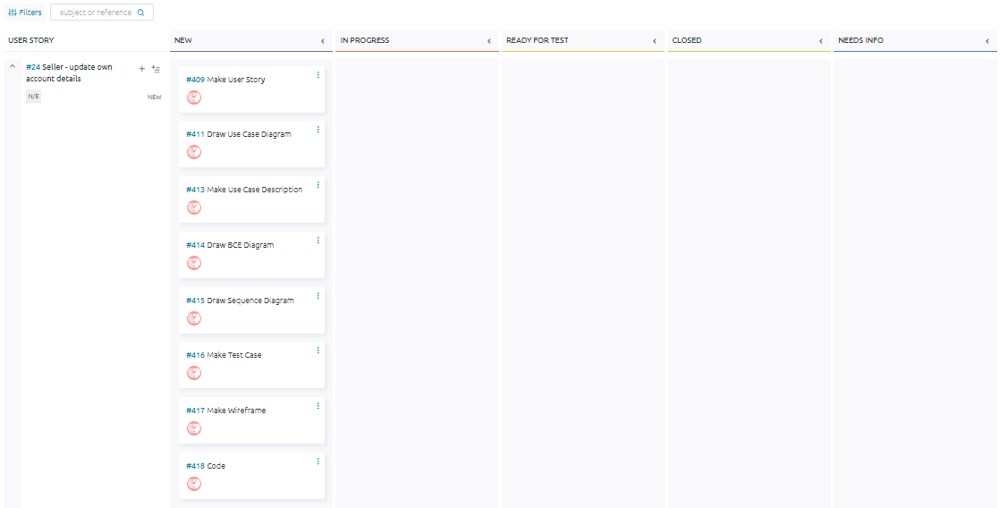 Filters
subject or reference
USER STORY
NEW
IN PROGRESS
READY FOR TEST
CLOSED
NEEDS INFO
#24 Seller - update own
account details
N/E
NEW
#409 Make User Story
#411 Draw Use Case Diagram
#413 Make Use Case Description
#414 Draw BCE Diagram
#415 Draw Sequence Diagram
#416 Make Test Case
#417 Make Wireframe
#418 Code